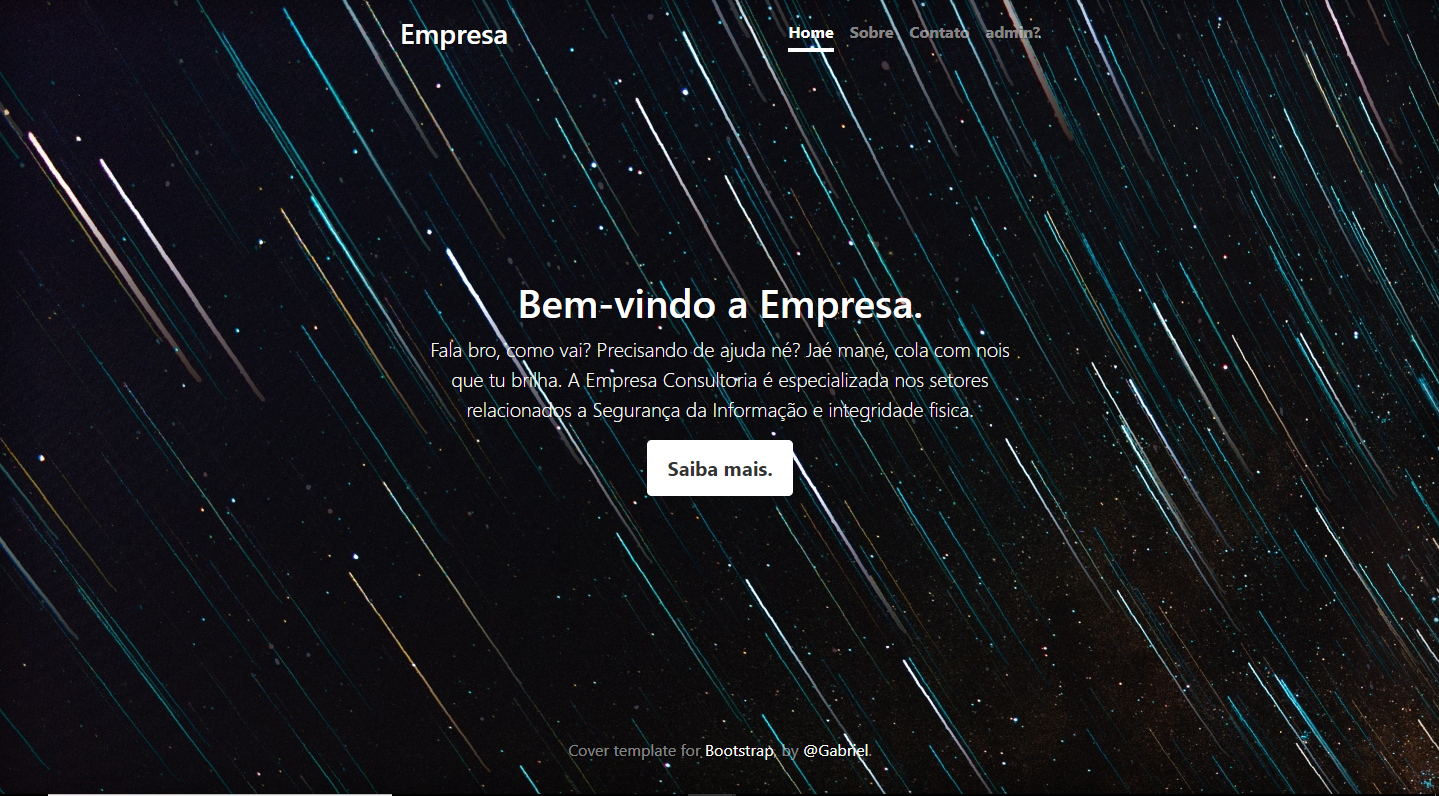 Empresa
Home Sobre Contato admin?
Bem-vindo a Empresa.
Fala bro, como vai? Precisando de ajuda né? Jaé mané, cola com nois
que tu brilha. A Empresa Consultoria é especializada nos setores
relacionados a Segurança da Informação e integridade fisica.
Saiba mais.
Cover template for Bootstrap, by @Gabriel.